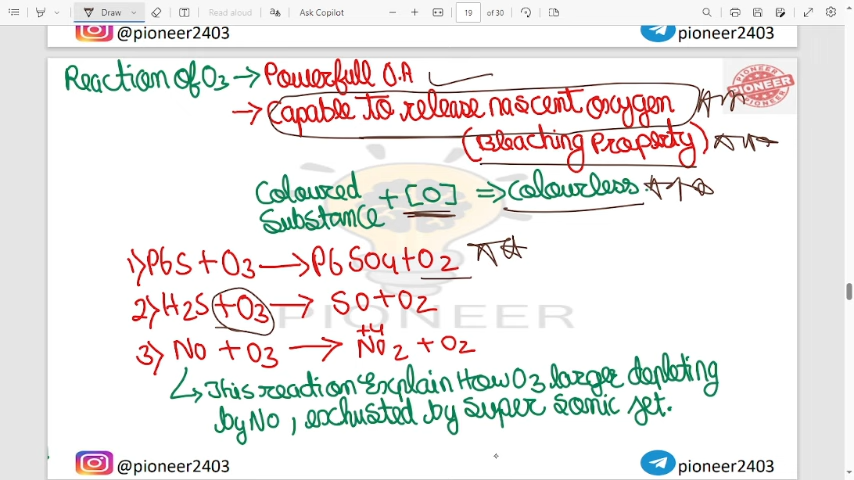 Read aloud
Ask Copilot
19 of 30
@pioneer2403 pioneer2403
Reaction of O3 → Powerfull O.A
→ Capable to release nascent oxygen
(Bleaching Property)
PIONEER
Coloured Substance + [O] ⇒ colourless
1) PbS + O3 → PbSO4 + O2
2) H2S + O3 → SO + O2
PIONEER
+4
3) NO + O3 → NO2 + O2
↳ This reaction Explain How O3 larger depleting
by NO, exchusted by super sonic jet.
@pioneer2403 pioneer2403
Draw